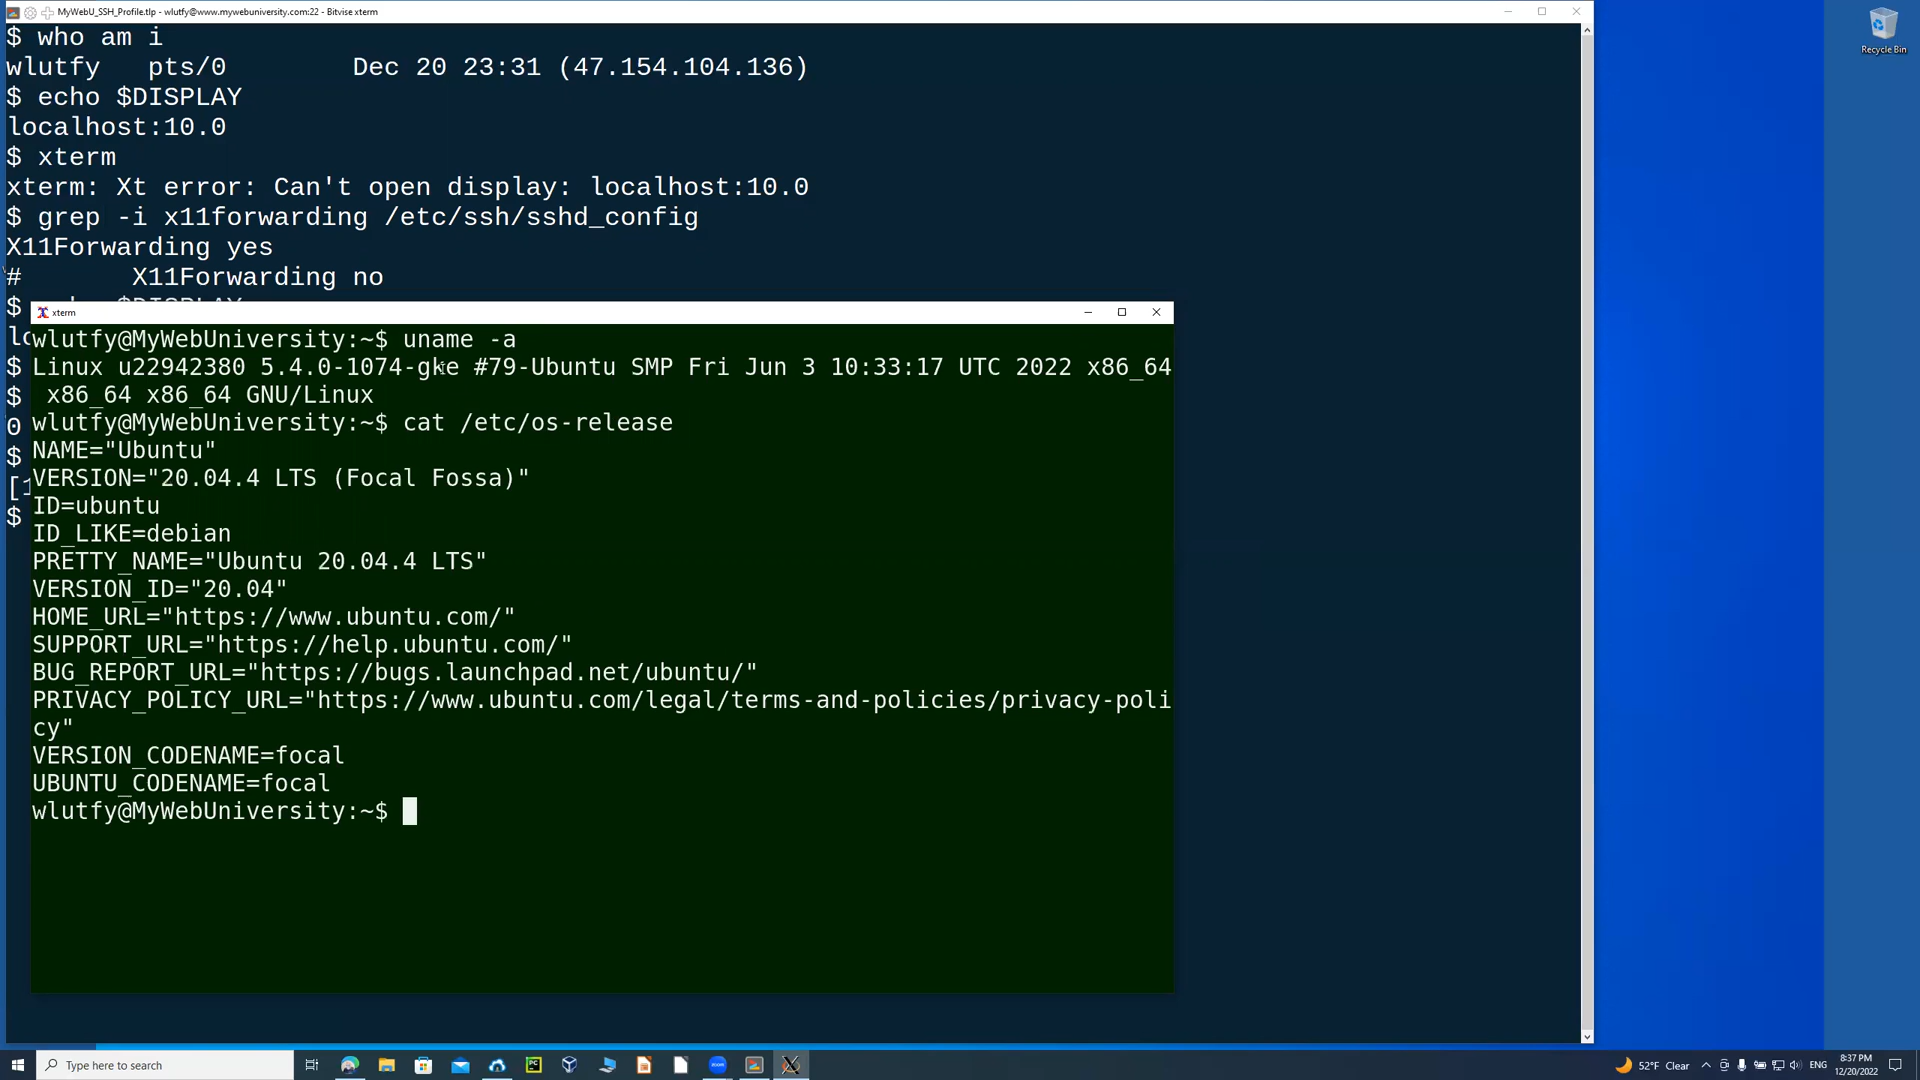 MyWebU_SSH_Profile.tlp - wlutfy@www.mywebuniversity.com:22 - Bitvise xterm
$ who am i
wlutfy   pts/0        Dec 20 23:31 (47.154.104.136)
$ echo $DISPLAY
localhost:10.0
$ xterm
xterm: Xt error: Can't open display: localhost:10.0
$ grep -i x11forwarding /etc/ssh/sshd_config
X11Forwarding yes
#       X11Forwarding no
$
$
$
0
$
$
xterm
wlutfy@MyWebUniversity:~$ uname -a
Linux u22942380 5.4.0-1074-gke #79-Ubuntu SMP Fri Jun 3 10:33:17 UTC 2022 x86_64
 x86_64 x86_64 GNU/Linux
wlutfy@MyWebUniversity:~$ cat /etc/os-release
NAME="Ubuntu"
VERSION="20.04.4 LTS (Focal Fossa)"
ID=ubuntu
ID_LIKE=debian
PRETTY_NAME="Ubuntu 20.04.4 LTS"
VERSION_ID="20.04"
HOME_URL="https://www.ubuntu.com/"
SUPPORT_URL="https://help.ubuntu.com/"
BUG_REPORT_URL="https://bugs.launchpad.net/ubuntu/"
PRIVACY_POLICY_URL="https://www.ubuntu.com/legal/terms-and-policies/privacy-poli
cy"
VERSION_CODENAME=focal
UBUNTU_CODENAME=focal
wlutfy@MyWebUniversity:~$
Recycle Bin
Type here to search
52°F Clear
ENG
8:37 PM
12/20/2022